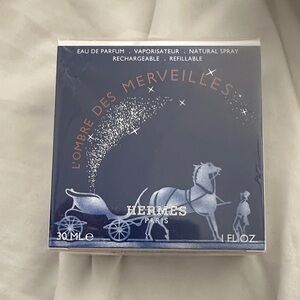 EAU DE PARFUM . VAPORISATEUR . NATURAL SPRAY
RECHARGEABLE . REFILLABLE
L'OMBRE DES MERVEILLES
HERMÈS
PARIS
30 ML e 1 FL.OZ.